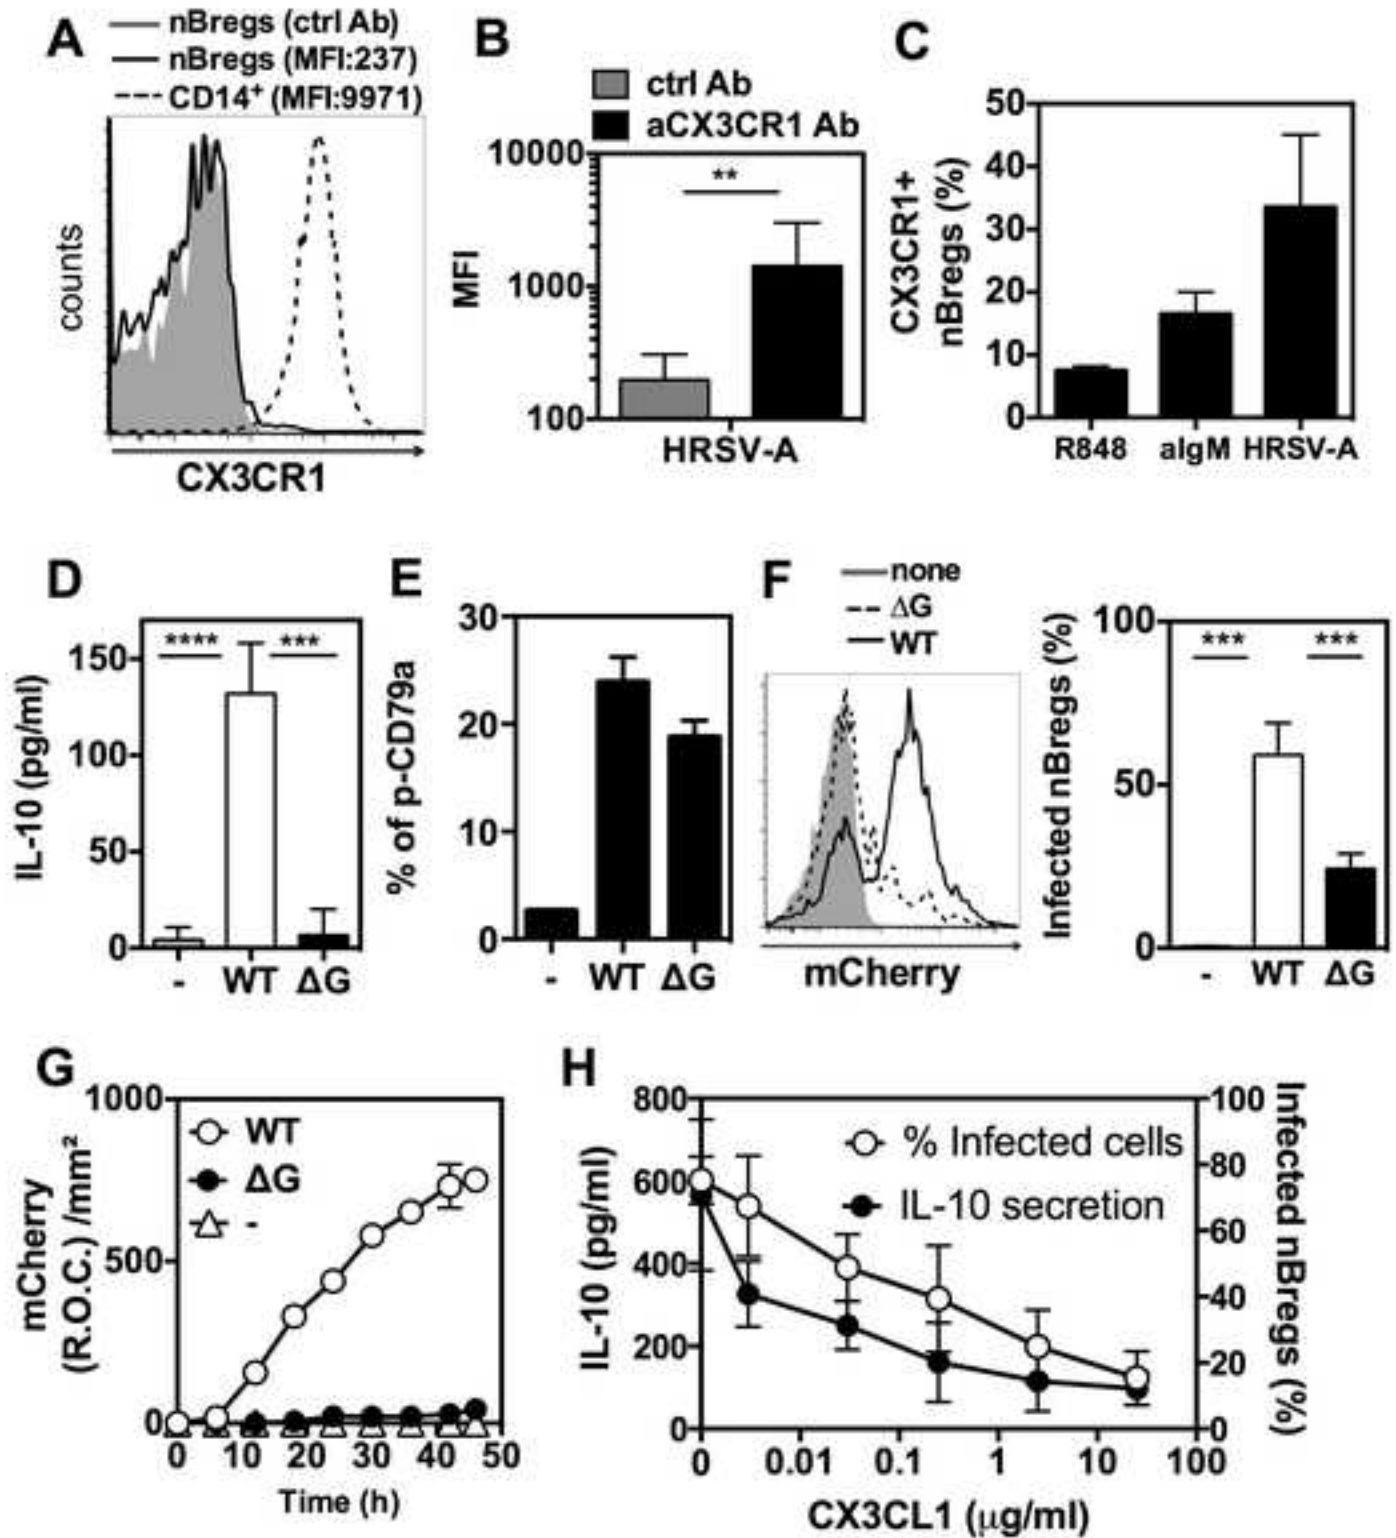 A
nBregs (ctrl Ab)
nBregs (MFI:237)
CD14⁺ (MFI:9971)
counts
CX3CR1
B
ctrl Ab
aCX3CR1 Ab
10000
1000
100
MFI
**
HRSV-A
C
CX3CR1+
nBregs (%)
50
40
30
20
10
0
R848 aIgM HRSV-A
D
IL-10 (pg/ml)
150
100
50
0
**** ***
- WT ΔG
E
% of p-CD79a
30
20
10
0
- WT ΔG
F
none
ΔG
WT
mCherry
Infected nBregs (%)
100
50
0
*** ***
- WT ΔG
G
mCherry
(R.O.C.) /mm²
1000
500
0
WT
ΔG
-
0 10 20 30 40 50
Time (h)
H
IL-10 (pg/ml)
800
600
400
200
0
% Infected cells
IL-10 secretion
100
80
60
40
20
0
Infected nBregs (%)
0 0.01 0.1 1 10 100
CX3CL1 (μg/ml)